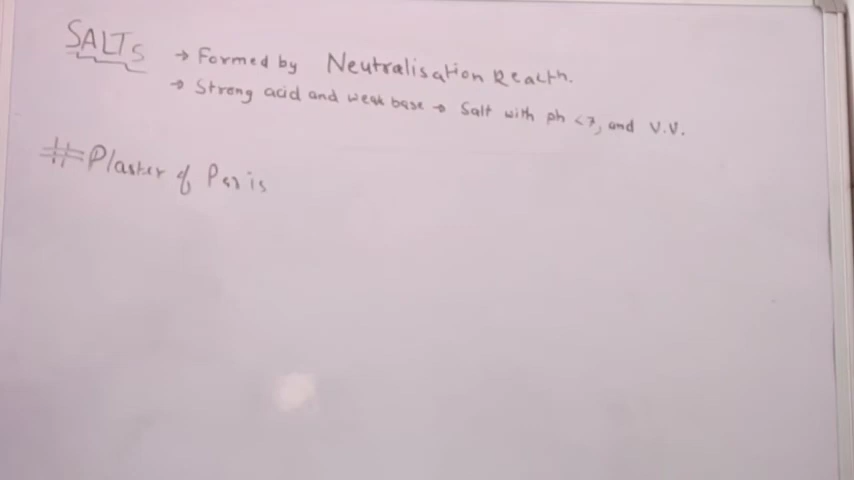 SALTS → Formed by Neutralisation Reactn.
→ Strong acid and weak base → Salt with ph <7, and V.V.
#Plaster of Paris